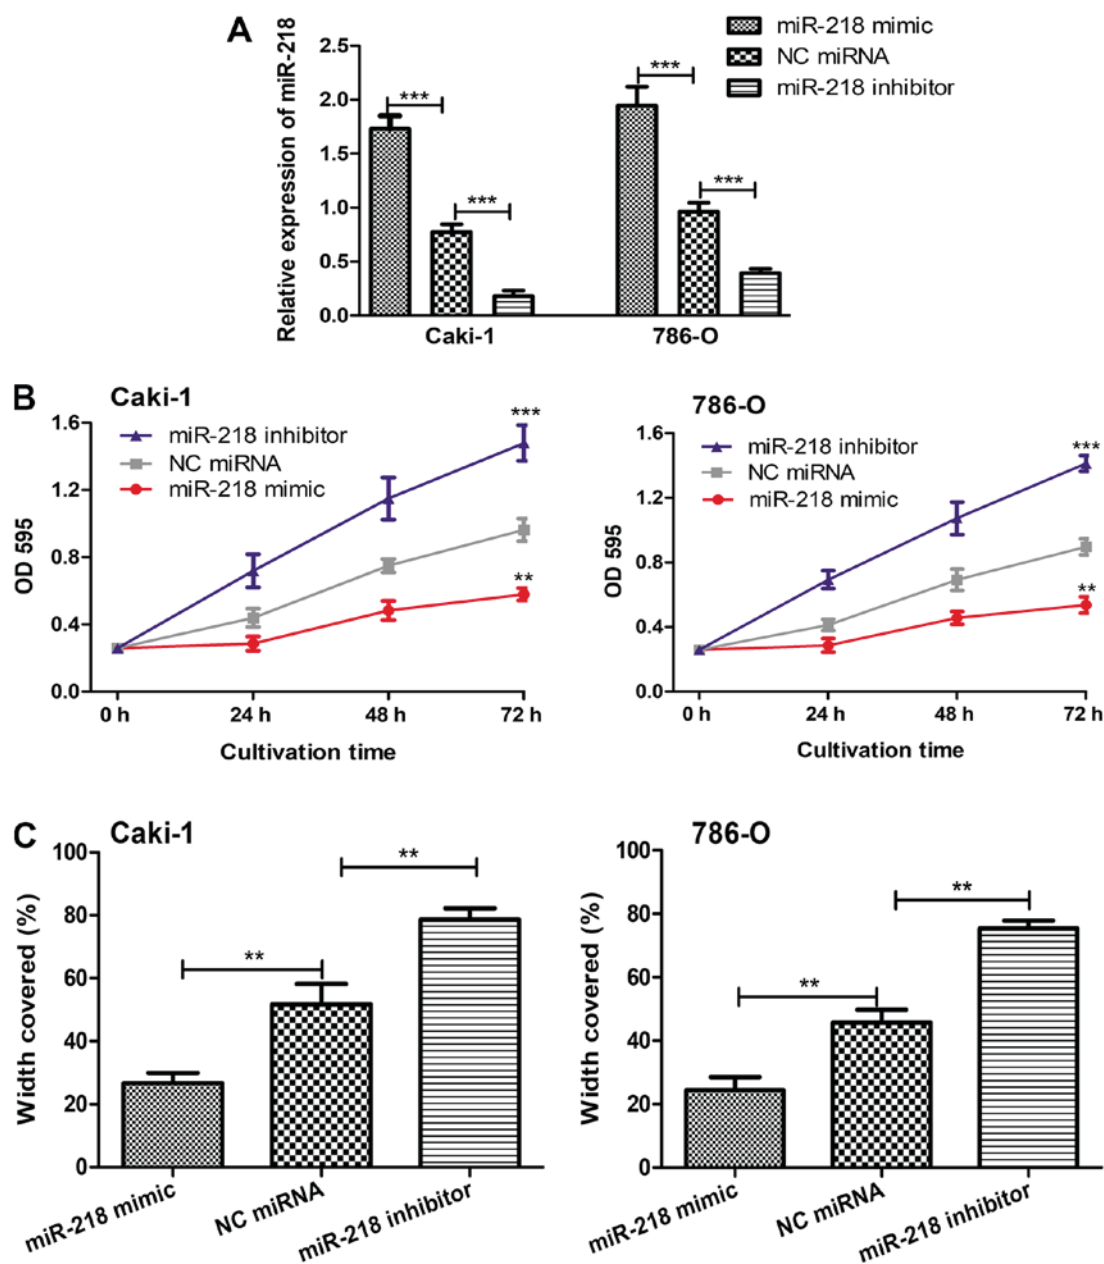 A
miR-218 mimic
NC miRNA
miR-218 inhibitor
Relative expression of miR-218
2.5
2.0
1.5
1.0
0.5
0.0
***
***
***
***
Caki-1
786-O
B
Caki-1
miR-218 inhibitor
NC miRNA
miR-218 mimic
OD 595
1.6
1.2
0.8
0.4
0.0
***
**
0 h
24 h
48 h
72 h
Cultivation time
786-O
miR-218 inhibitor
NC miRNA
miR-218 mimic
OD 595
1.6
1.2
0.8
0.4
0.0
***
**
0 h
24 h
48 h
72 h
Cultivation time
C
Caki-1
Width covered (%)
100
80
60
40
20
0
**
**
miR-218 mimic
NC miRNA
miR-218 inhibitor
786-O
Width covered (%)
100
80
60
40
20
0
**
**
miR-218 mimic
NC miRNA
miR-218 inhibitor